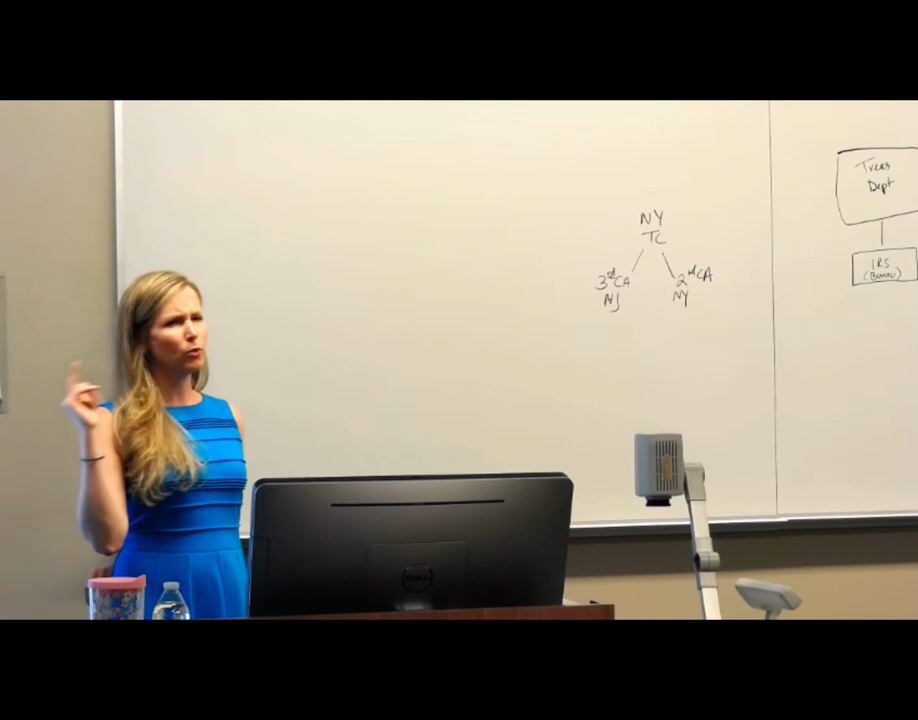 NY
TC
3rd CA
NJ
2nd CA
NY
Treas
Dept
IRS
(Bureau)
DELL